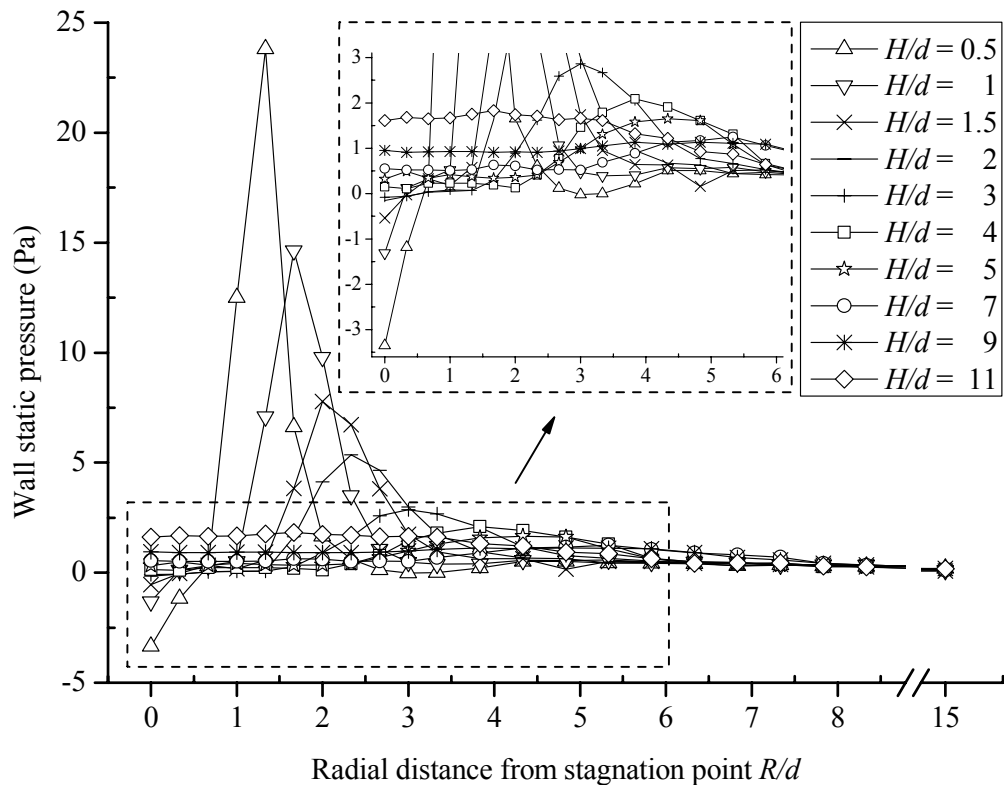 25
20
15
10
5
0
-5
Wall static pressure (Pa)
3
2
1
0
-1
-2
-3
0 1 2 3 4 5 6
H/d = 0.5
H/d = 1
H/d = 1.5
H/d = 2
H/d = 3
H/d = 4
H/d = 5
H/d = 7
H/d = 9
H/d = 11
0 1 2 3 4 5 6 7 8 15
Radial distance from stagnation point R/d